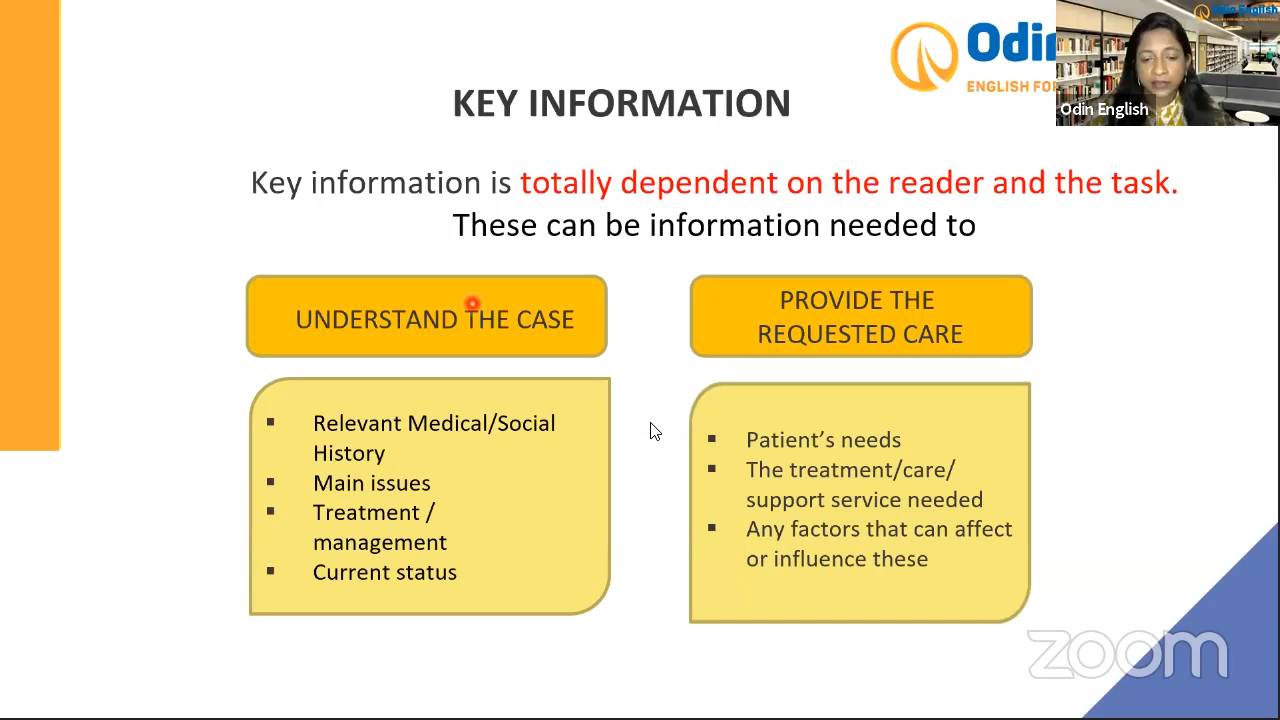 Odin English
Odin
ENGLISH FOR
Odin English
KEY INFORMATION
Key information is totally dependent on the reader and the task.
These can be information needed to
UNDERSTAND THE CASE
PROVIDE THE
REQUESTED CARE
▪ Relevant Medical/Social
History
▪ Main issues
▪ Treatment /
management
▪ Current status
▪ Patient’s needs
▪ The treatment/care/
support service needed
▪ Any factors that can affect
or influence these
zoom